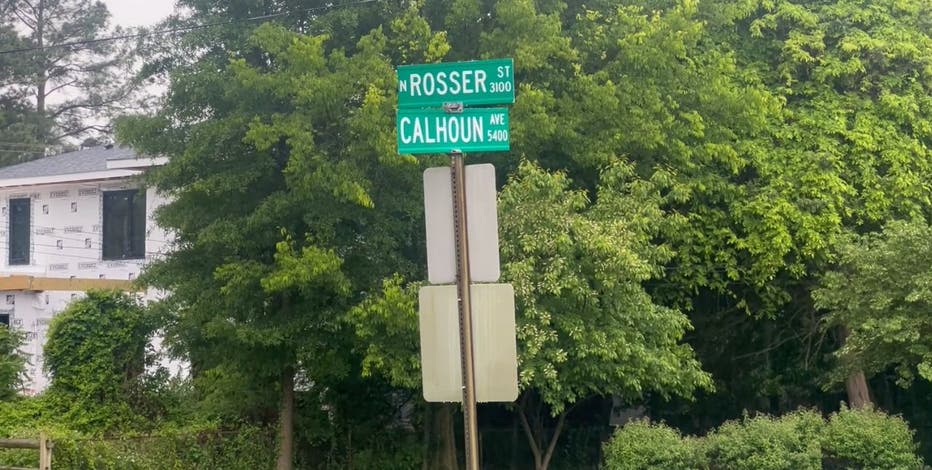 N ROSSER ST 3100
CALHOUN AVE 5400